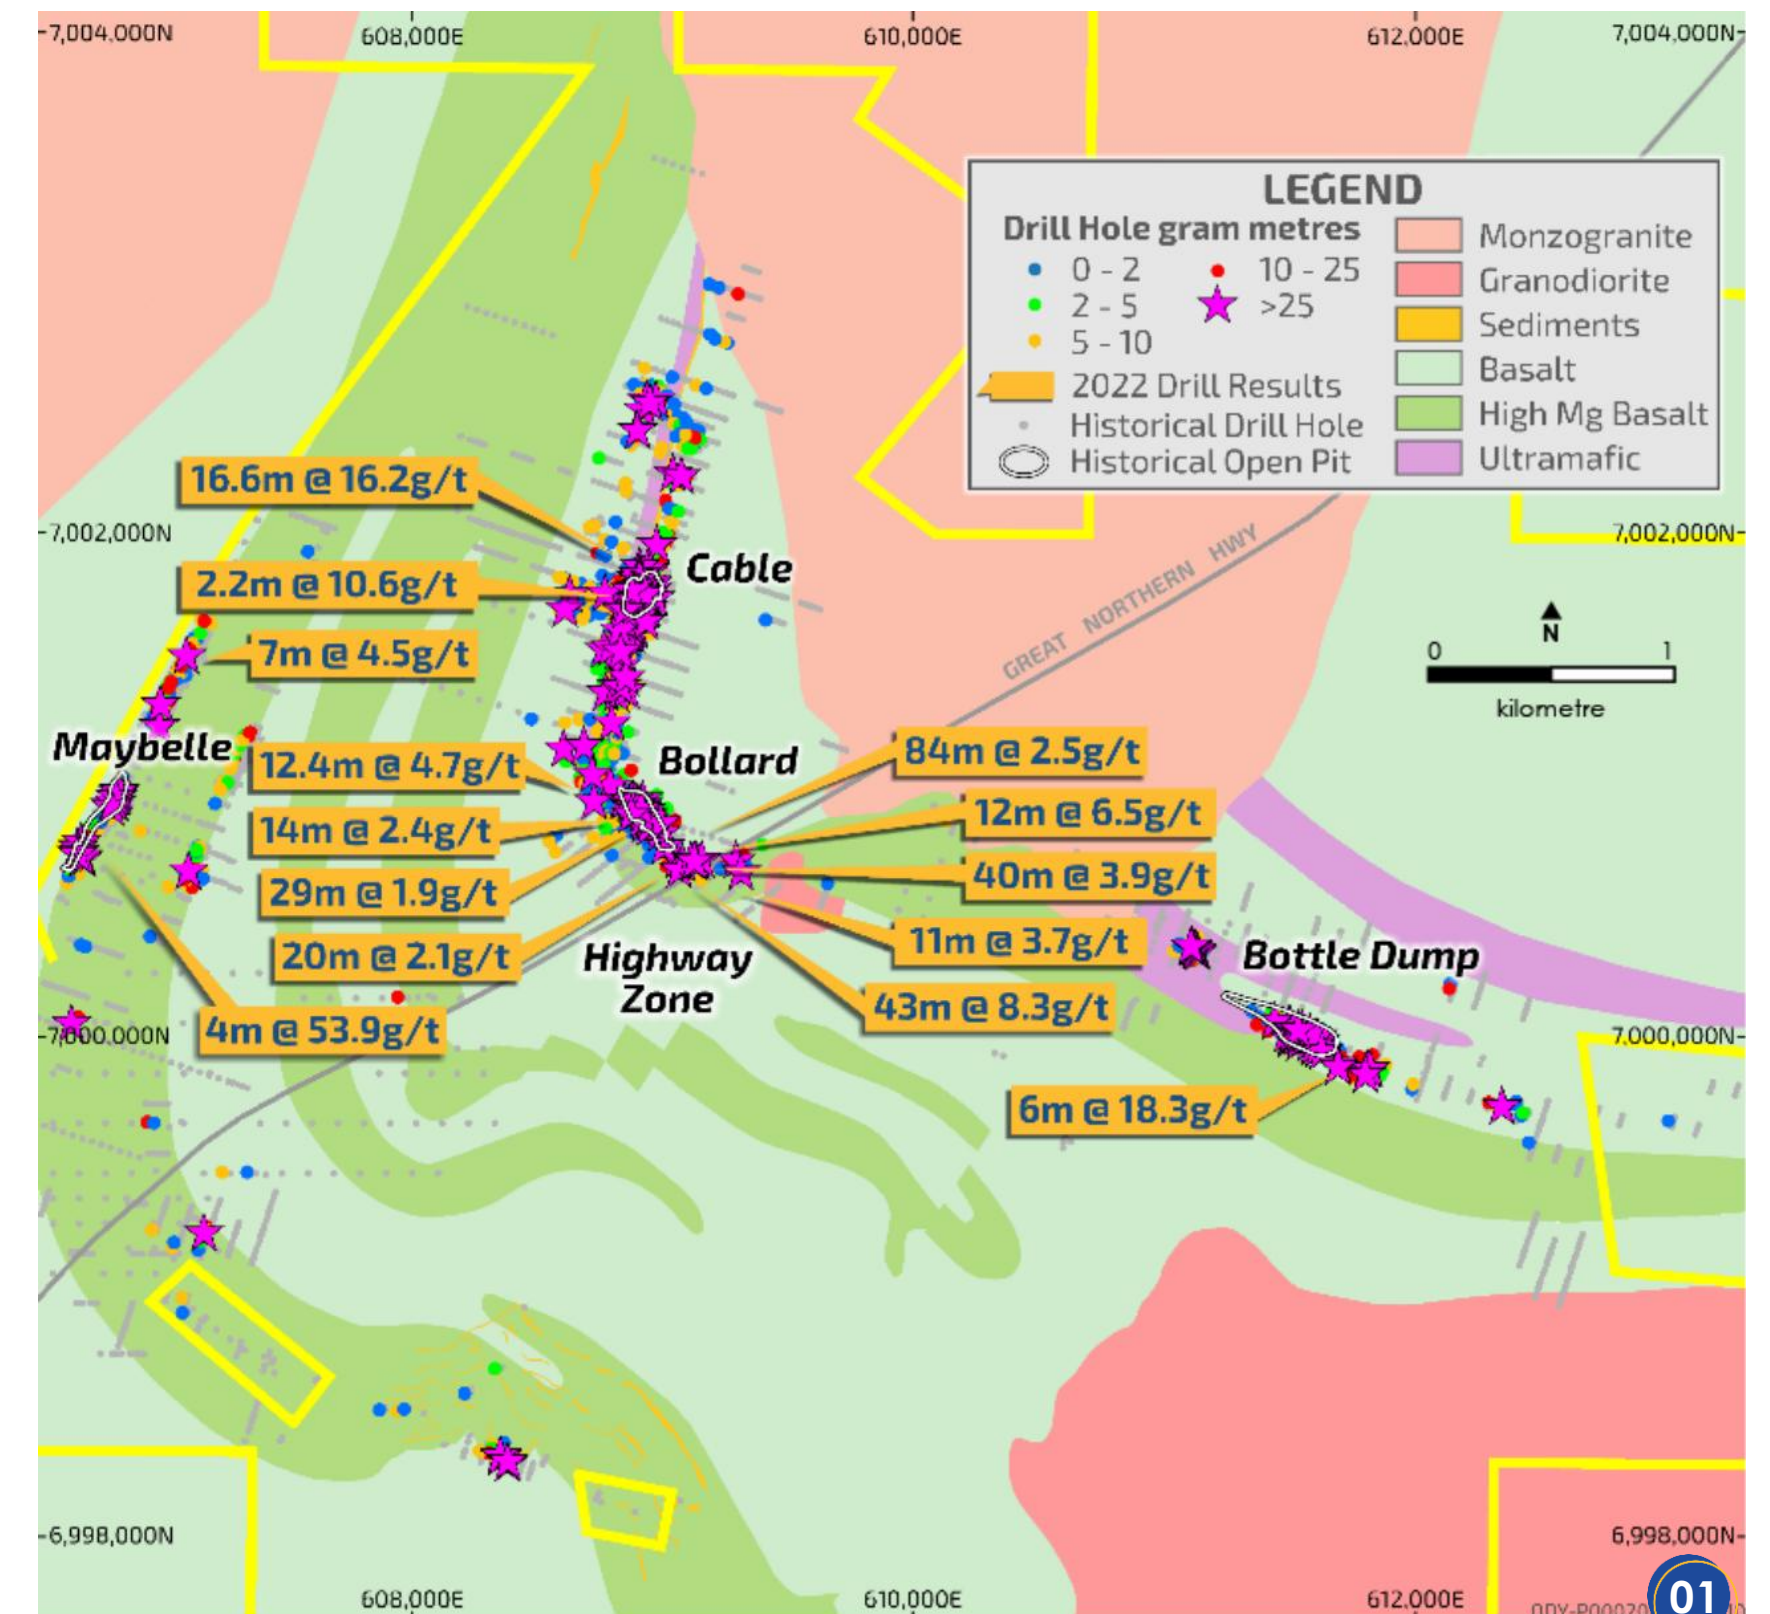 7,004,000N
608,000E
610,000E
612,000E
7,004,000N
LEGEND
Drill Hole gram metres
0 - 2
2 - 5
5 - 10
10 - 25
>25
2022 Drill Results
Historical Drill Hole
Historical Open Pit
Monzogranite
Granodiorite
Sediments
Basalt
High Mg Basalt
Ultramafic
16.6m @ 16.2g/t
7,002,000N
7,002,000N
Cable
2.2m @ 10.6g/t
GREAT NORTHERN HWY
N
0
1
kilometre
7m @ 4.5g/t
Maybelle
12.4m @ 4.7g/t
Bollard
84m @ 2.5g/t
14m @ 2.4g/t
12m @ 6.5g/t
29m @ 1.9g/t
40m @ 3.9g/t
20m @ 2.1g/t
Highway
Zone
11m @ 3.7g/t
Bottle Dump
4m @ 53.9g/t
43m @ 8.3g/t
7,000,000N
7,000,000N
6m @ 18.3g/t
6,998,000N
6,998,000N
608,000E
610,000E
612,000E
01